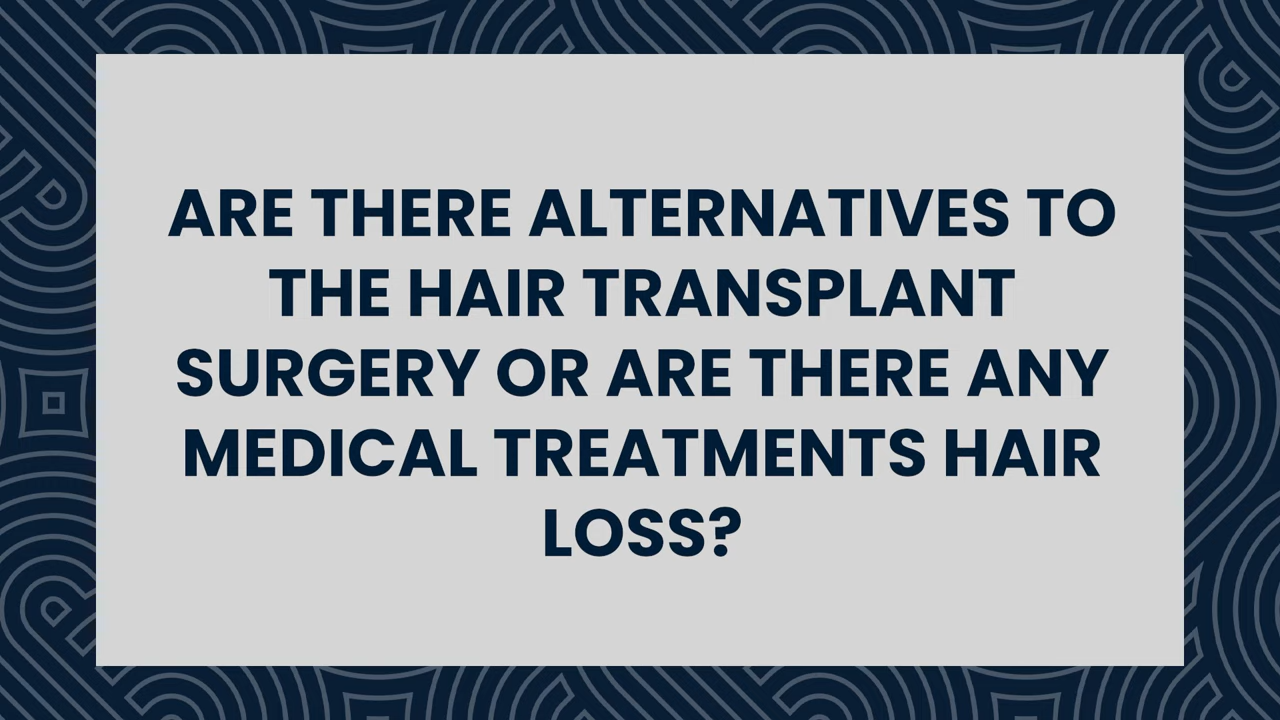 ARE THERE ALTERNATIVES TO
THE HAIR TRANSPLANT
SURGERY OR ARE THERE ANY
MEDICAL TREATMENTS HAIR
LOSS?